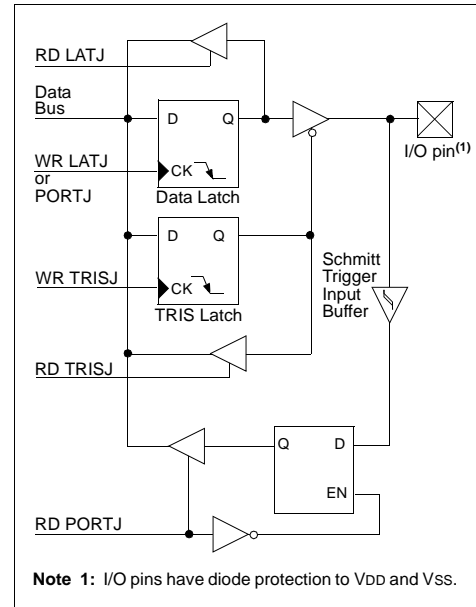 RD LATJ
Data
Bus
D Q
I/O pin(1)
WR LATJ
or
PORTJ
CK
Data Latch
D Q
WR TRISJ
CK
TRIS Latch
Schmitt
Trigger
Input
Buffer
RD TRISJ
Q D
EN
RD PORTJ
Note 1: I/O pins have diode protection to VDD and VSS.